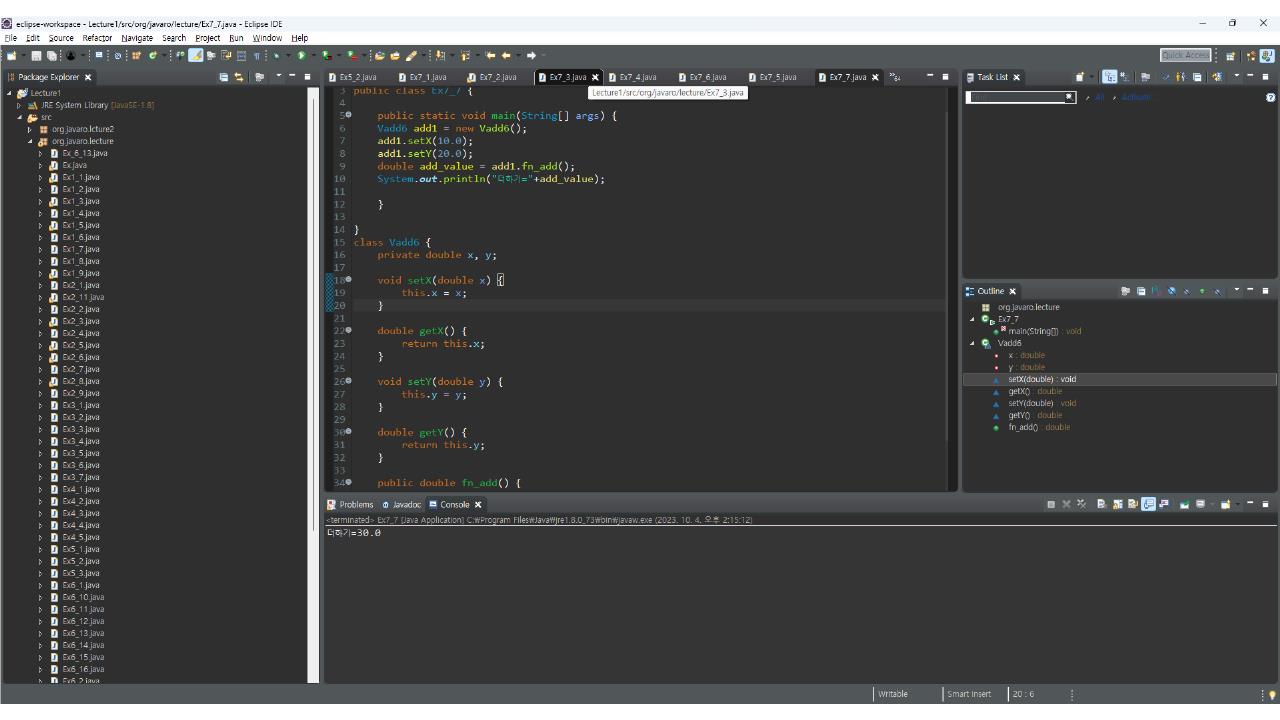 eclipse-workspace - Lecture1/src/org/javaro/lecture/Ex7_7.java - Eclipse IDE
File Edit Source Refactor Navigate Search Project Run Window Help
Quick Access
Package Explorer
Lecture1
JRE System Library [JavaSE-1.8]
src
org.javaro.lcture2
org.javaro.lecture
Ex_6_13.java
Ex.java
Ex1_1.java
Ex1_2.java
Ex1_3.java
Ex1_4.java
Ex1_5.java
Ex1_6.java
Ex1_7.java
Ex1_8.java
Ex1_9.java
Ex2_1.java
Ex2_11.java
Ex2_2.java
Ex2_3.java
Ex2_4.java
Ex2_5.java
Ex2_6.java
Ex2_7.java
Ex2_8.java
Ex2_9.java
Ex3_1.java
Ex3_2.java
Ex3_3.java
Ex3_4.java
Ex3_5.java
Ex3_6.java
Ex3_7.java
Ex4_1.java
Ex4_2.java
Ex4_3.java
Ex4_4.java
Ex4_5.java
Ex5_1.java
Ex5_2.java
Ex5_3.java
Ex6_1.java
Ex6_10.java
Ex6_11.java
Ex6_12.java
Ex6_13.java
Ex6_14.java
Ex6_15.java
Ex6_16.java
Ex6_2.java
Ex5_2.java Ex7_1.java Ex7_2.java Ex7_3.java Ex7_4.java Ex7_6.java Ex7_5.java Ex7_7.java
Lecture1/src/org/javaro/lecture/Ex7_3.java
3 public class Ex7_7 {
4
5 public static void main(String[] args) {
6 Vadd6 add1 = new Vadd6();
7 add1.setX(10.0);
8 add1.setY(20.0);
9 double add_value = add1.fn_add();
10 System.out.println("더하기="+add_value);
11
12 }
13
14 }
15 class Vadd6 {
16 private double x, y;
17
18 void setX(double x) {
19 this.x = x;
20 }
21
22 double getX() {
23 return this.x;
24 }
25
26 void setY(double y) {
27 this.y = y;
28 }
29
30 double getY() {
31 return this.y;
32 }
33
34 public double fn_add() {
Task List
All Activate...
Outline
org.javaro.lecture
Ex7_7
main(String[]) : void
Vadd6
x : double
y : double
setX(double) : void
getX() : double
setY(double) : void
getY() : double
fn_add() : double
Problems Javadoc Console
<terminated> Ex7_7 [Java Application] C:₩Program Files₩Java₩jre1.8.0_73₩bin₩javaw.exe (2023. 10. 4. 오후 2:15:12)
더하기=30.0
Writable Smart Insert 20 : 6